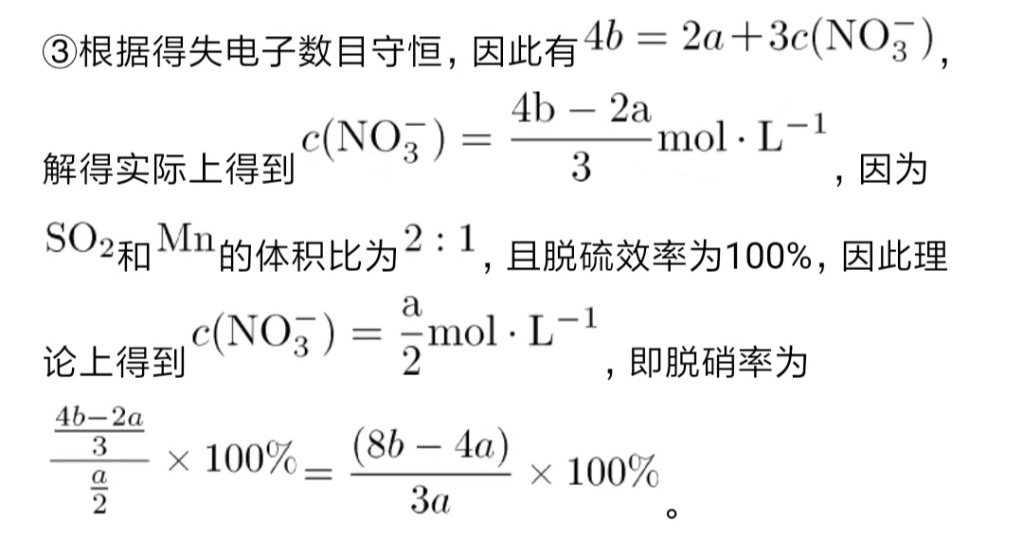 ③根据得失电子数目守恒，因此有4b = 2a+3c(NO₃⁻)，
解得实际上得到c(NO₃⁻) = (4b − 2a)/3 mol · L⁻¹，因为
SO₂和Mn的体积比为2 : 1，且脱硫效率为100%，因此理
论上得到c(NO₃⁻) = a/2 mol · L⁻¹，即脱硝率为
((4b−2a)/3)/(a/2) × 100% = (8b − 4a)/3a × 100%。